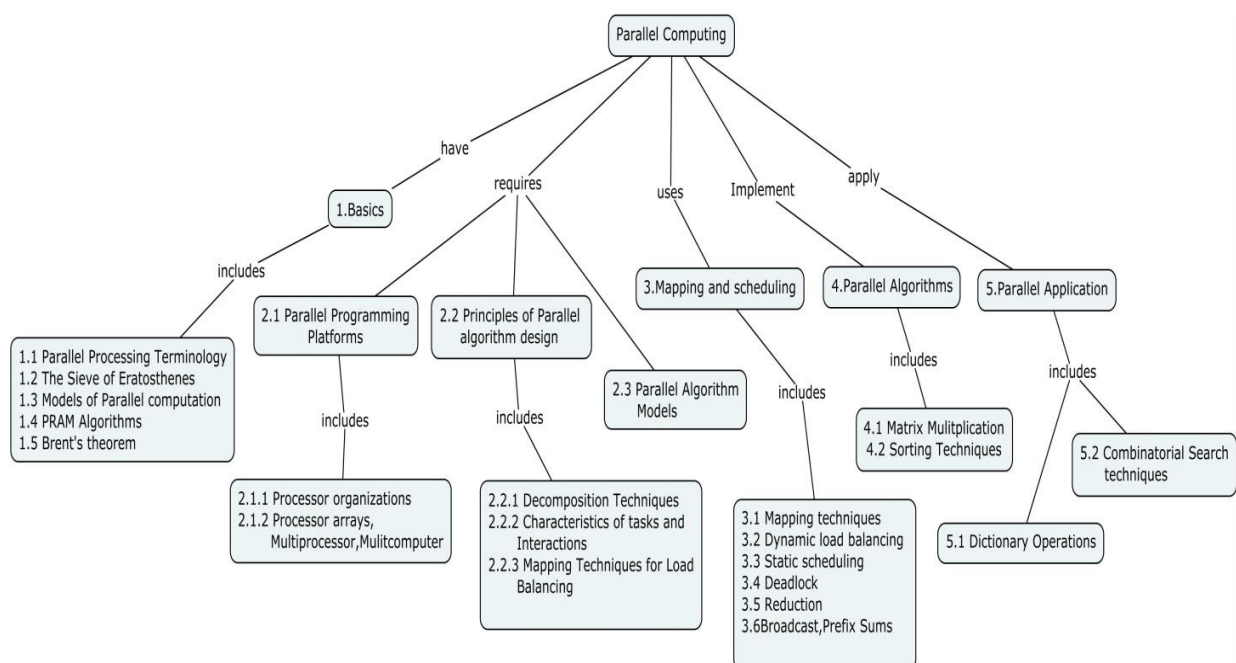 Parallel Computing
have
requires
uses
Implement
apply
1.Basics
includes
3.Mapping and scheduling
4.Parallel Algorithms
5.Parallel Application
2.1 Parallel Programming
Platforms
2.2 Principles of Parallel
algorithm design
1.1 Parallel Processing Terminology
1.2 The Sieve of Eratosthenes
1.3 Models of Parallel computation
1.4 PRAM Algorithms
1.5 Brent's theorem
2.3 Parallel Algorithm
Models
includes
includes
includes
includes
includes
4.1 Matrix Mulitplication
4.2 Sorting Techniques
5.2 Combinatorial Search
techniques
2.1.1 Processor organizations
2.1.2 Processor arrays,
Multiprocessor,Mulitcomputer
2.2.1 Decomposition Techniques
2.2.2 Characteristics of tasks and
Interactions
2.2.3 Mapping Techniques for Load
Balancing
3.1 Mapping techniques
3.2 Dynamic load balancing
3.3 Static scheduling
3.4 Deadlock
3.5 Reduction
3.6Broadcast,Prefix Sums
5.1 Dictionary Operations